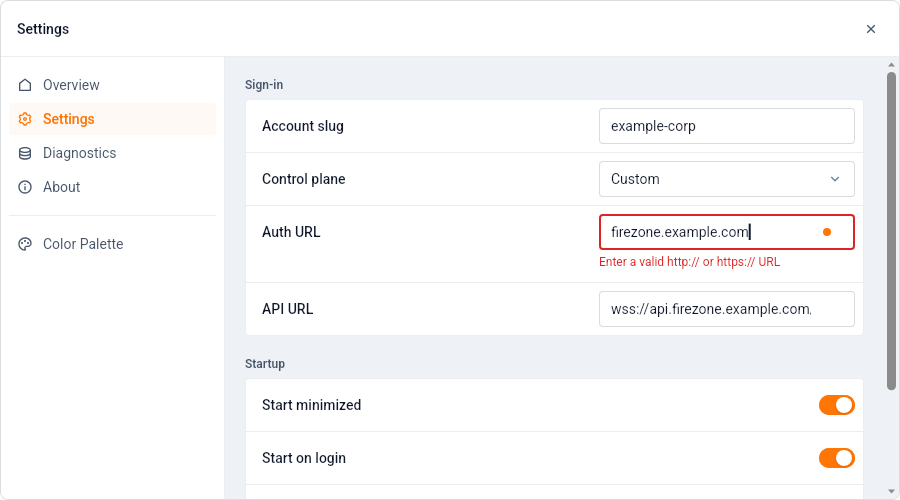 Settings
Overview
Settings
Diagnostics
About
Color Palette
Sign-in
Account slug
example-corp
Control plane
Custom
Auth URL
firezone.example.com
Enter a valid http:// or https:// URL
API URL
wss://api.firezone.example.com
Startup
Start minimized
Start on login